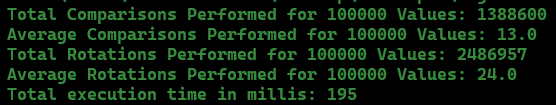 Total Comparisons Performed for 100000 Values: 1388600
Average Comparisons Performed for 100000 Values: 13.0
Total Rotations Performed for 100000 Values: 2486957
Average Rotations Performed for 100000 Values: 24.0
Total execution time in millis: 195